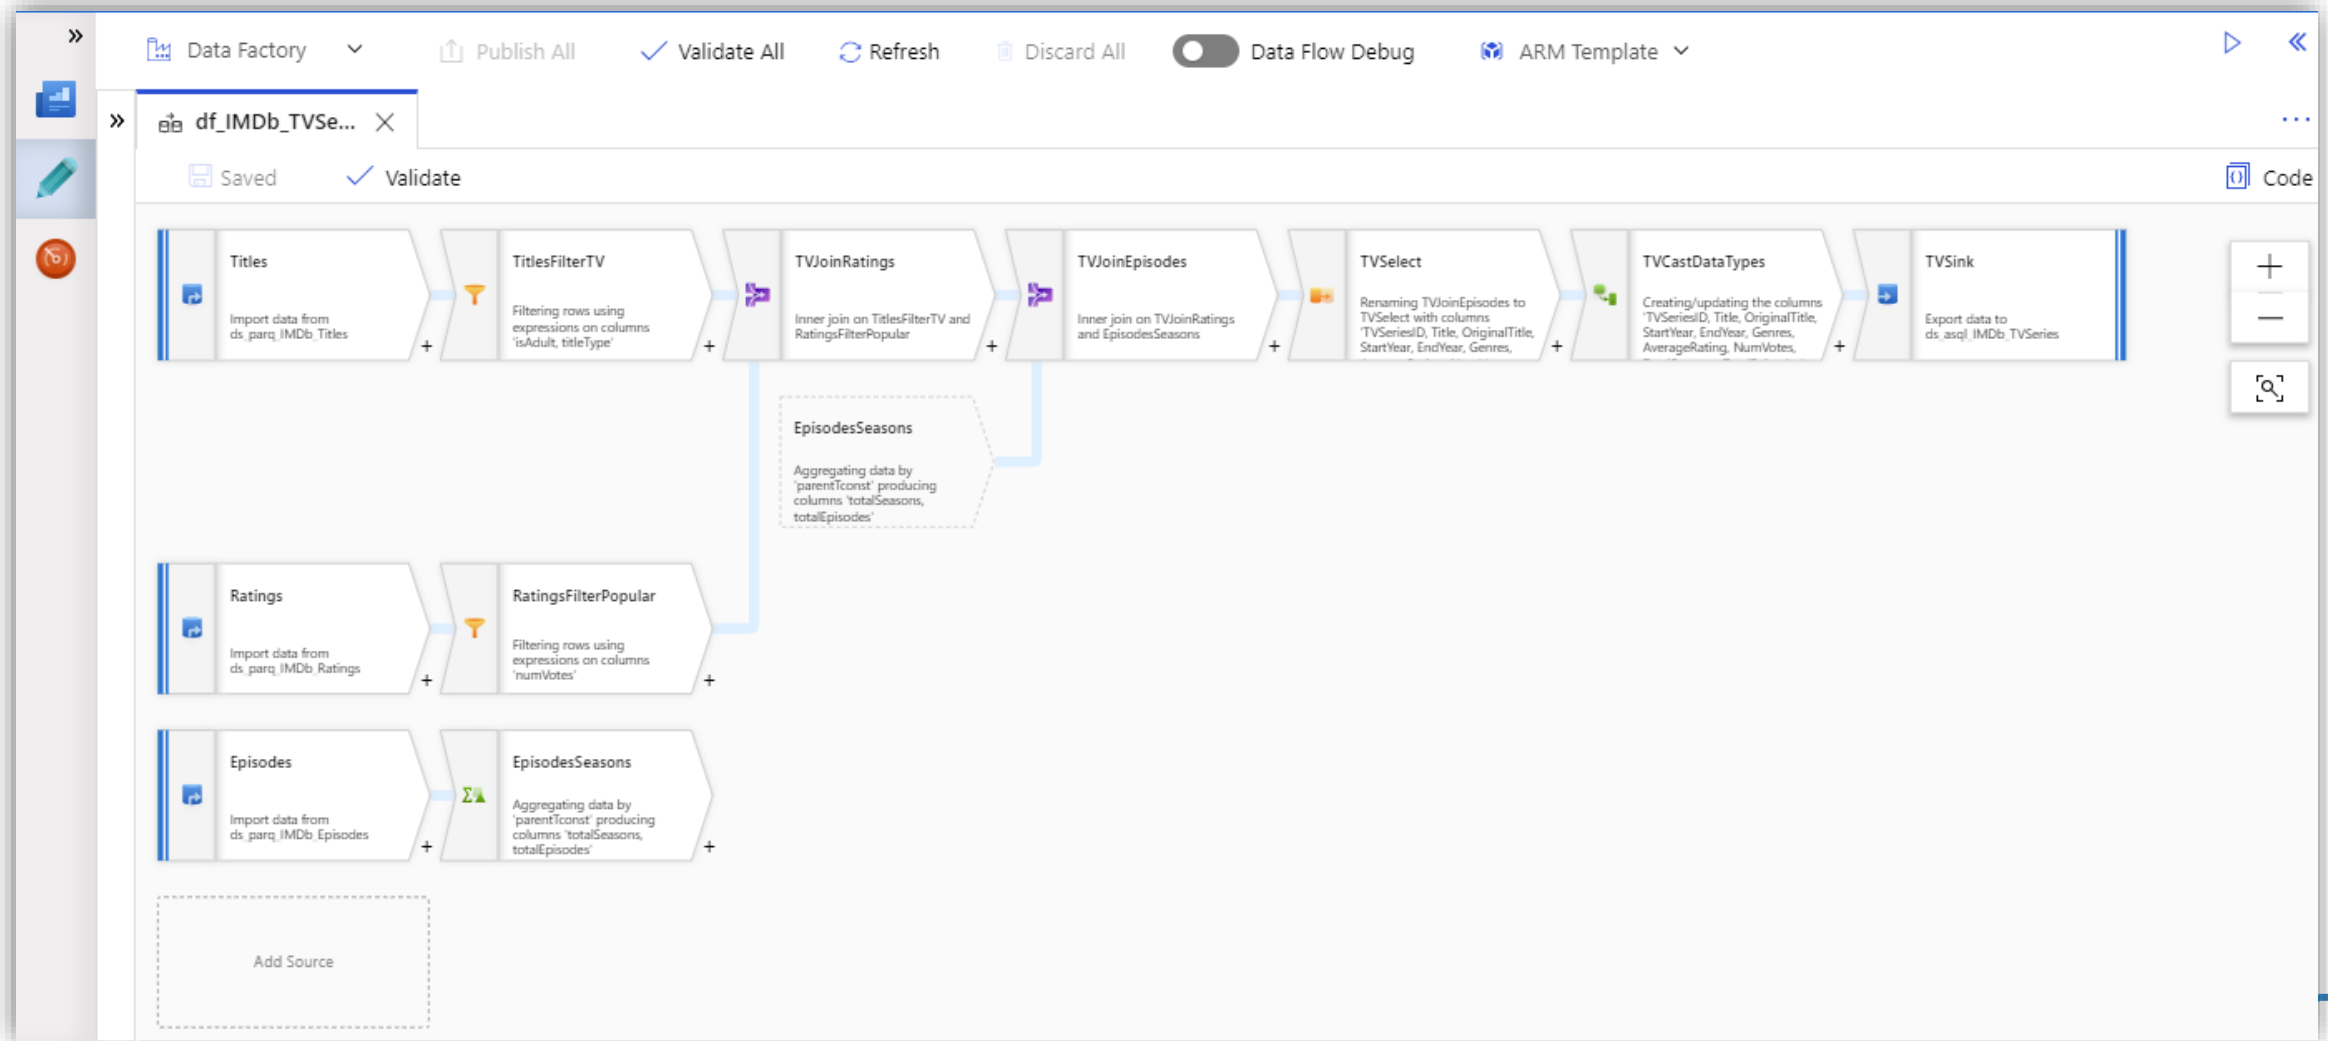 Data Factory
Publish All
Validate All
Refresh
Discard All
Data Flow Debug
ARM Template
df_IMDb_TVSe...
Saved
Validate
Code
Titles
Import data from
ds_parq_IMDb_Titles
TitlesFilterTV
Filtering rows using
expressions on columns
'isAdult, titleType'
TVJoinRatings
Inner join on TitlesFilterTV and
RatingsFilterPopular
TVJoinEpisodes
Inner join on TVJoinRatings
and EpisodesSeasons
TVSelect
Renaming TVJoinEpisodes to
TVSelect with columns
'TVSeriesID, Title, OriginalTitle,
StartYear, EndYear, Genres,
TVCastDataTypes
Creating/updating the columns
'TVSeriesID, Title, OriginalTitle,
StartYear, EndYear, Genres,
AverageRating, NumVotes,
TVSink
Export data to
ds_asql_IMDb_TVSeries
EpisodesSeasons
Aggregating data by
'parentTconst' producing
columns 'totalSeasons,
totalEpisodes'
Ratings
Import data from
ds_parq_IMDb_Ratings
RatingsFilterPopular
Filtering rows using
expressions on columns
'numVotes'
Episodes
Import data from
ds_parq_IMDb_Episodes
EpisodesSeasons
Aggregating data by
'parentTconst' producing
columns 'totalSeasons,
totalEpisodes'
Add Source